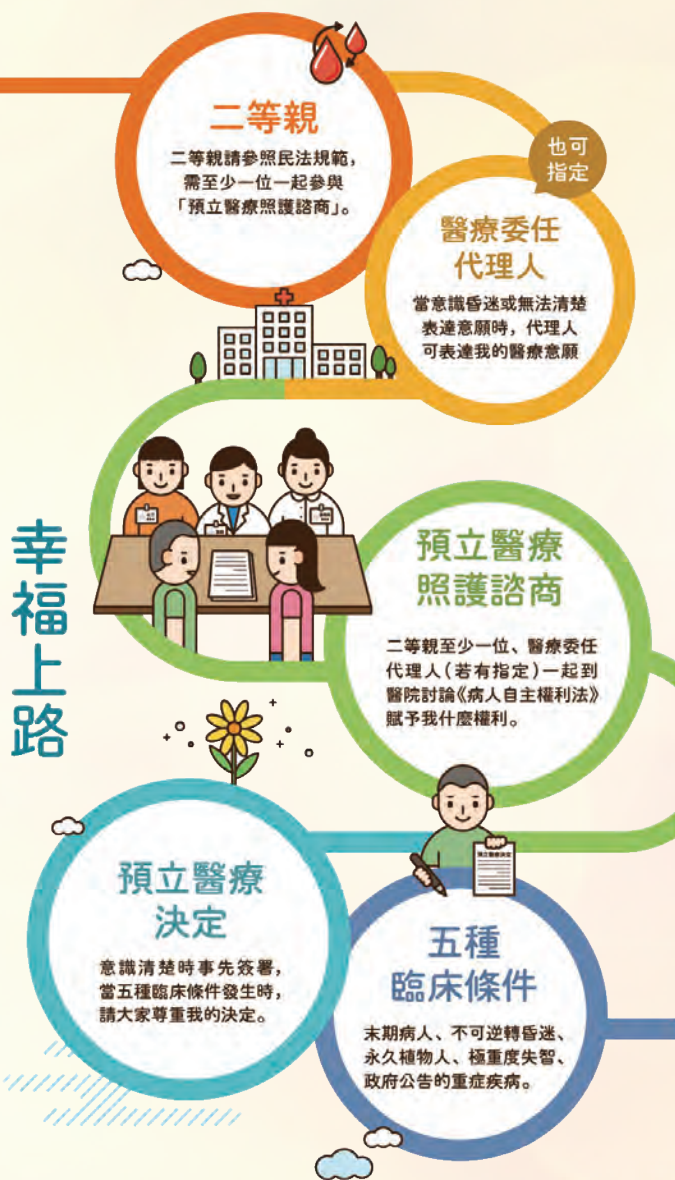 二等親
二等親請參照民法規範，
需至少一位一起參與
「預立醫療照護諮商」。
也可
指定
醫療委任
代理人
當意識昏迷或無法清楚
表達意願時，代理人
可表達我的醫療意願
幸福上路
預立醫療
照護諮商
二等親至少一位、醫療委任
代理人（若有指定）一起到
醫院討論《病人自主權利法》
賦予我什麼權利。
預立醫療決定
預立醫療
決定
意識清楚時事先簽署，
當五種臨床條件發生時，
請大家尊重我的決定。
五種
臨床條件
末期病人、不可逆轉昏迷、
永久植物人、極重度失智、
政府公告的重症疾病。